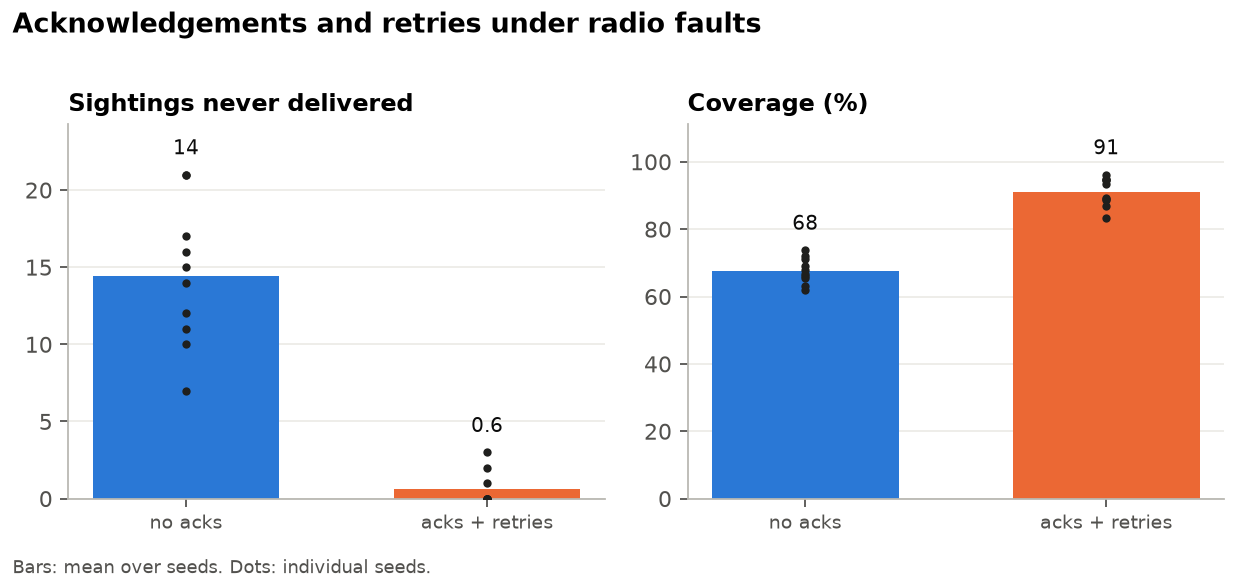 Acknowledgements and retries under radio faults
Sightings never delivered
Coverage (%)
14
0.6
20
15
10
5
0
no acks
acks + retries
68
91
100
80
60
40
20
0
no acks
acks + retries
Bars: mean over seeds. Dots: individual seeds.